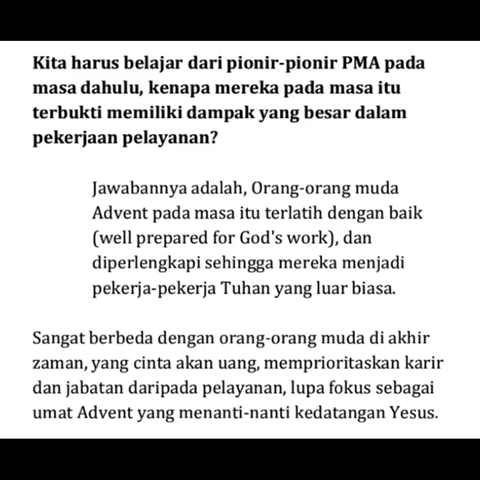 Kita harus belajar dari pionir-pionir PMA pada
masa dahulu, kenapa mereka pada masa itu
terbukti memiliki dampak yang besar dalam
pekerjaan pelayanan?
Jawabannya adalah, Orang-orang muda
Advent pada masa itu terlatih dengan baik
(well prepared for God's work), dan
diperlengkapi sehingga mereka menjadi
pekerja-pekerja Tuhan yang luar biasa.
Sangat berbeda dengan orang-orang muda di akhir
zaman, yang cinta akan uang, memprioritaskan karir
dan jabatan daripada pelayanan, lupa fokus sebagai
umat Advent yang menanti-nanti kedatangan Yesus.